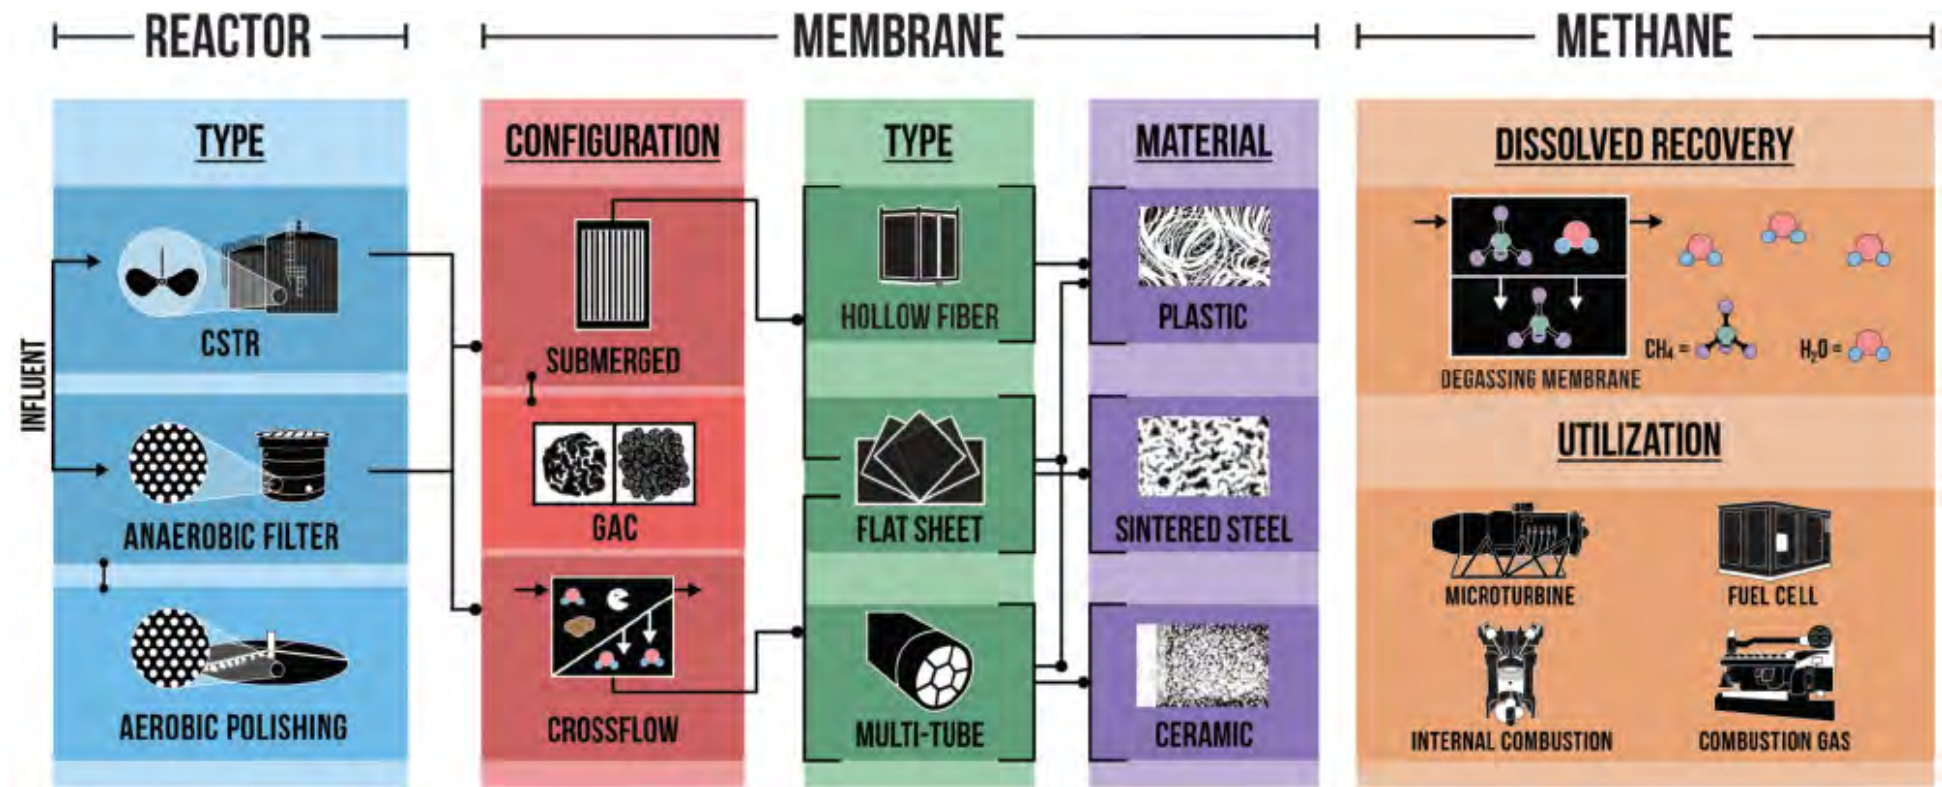 REACTOR
MEMBRANE
METHANE
TYPE
INFLUENT
CSTR
ANAEROBIC FILTER
AEROBIC POLISHING
CONFIGURATION
SUBMERGED
GAC
CROSSFLOW
TYPE
HOLLOW FIBER
FLAT SHEET
MULTI-TUBE
MATERIAL
PLASTIC
SINTERED STEEL
CERAMIC
DISSOLVED RECOVERY
CH₄ =
H₂O =
DEGASSING MEMBRANE
UTILIZATION
MICROTURBINE
FUEL CELL
INTERNAL COMBUSTION
COMBUSTION GAS